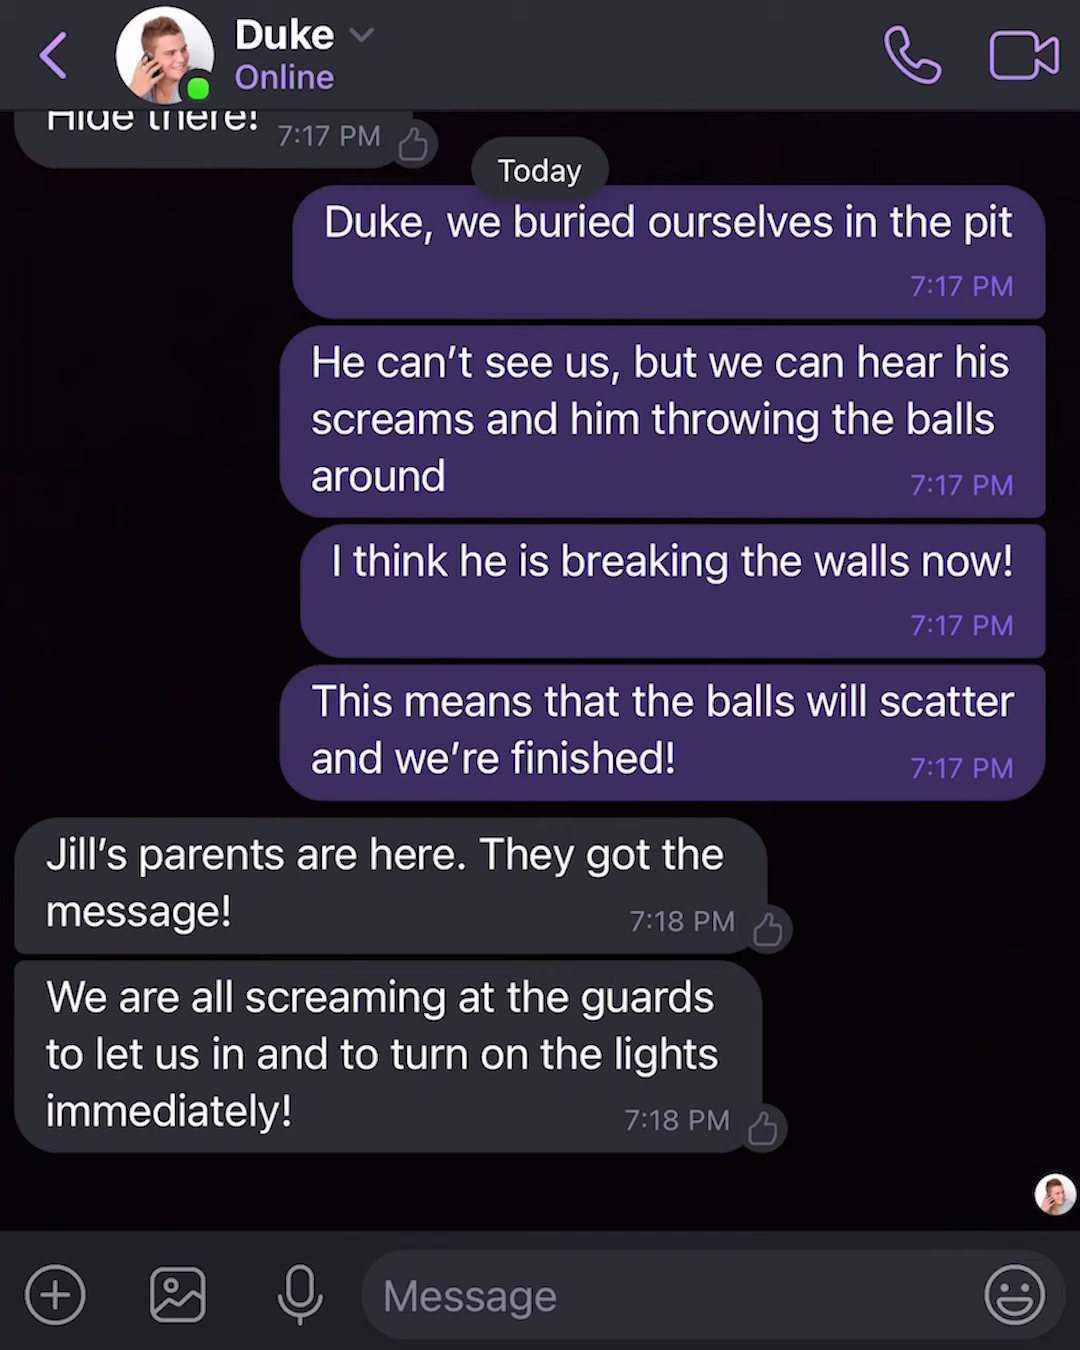 Duke
Online
Hide there!
7:17 PM
Today
Duke, we buried ourselves in the pit
7:17 PM
He can’t see us, but we can hear his
screams and him throwing the balls
around
7:17 PM
I think he is breaking the walls now!
7:17 PM
This means that the balls will scatter
and we’re finished!
7:17 PM
Jill’s parents are here. They got the
message!
7:18 PM
We are all screaming at the guards
to let us in and to turn on the lights
immediately!
7:18 PM
Message